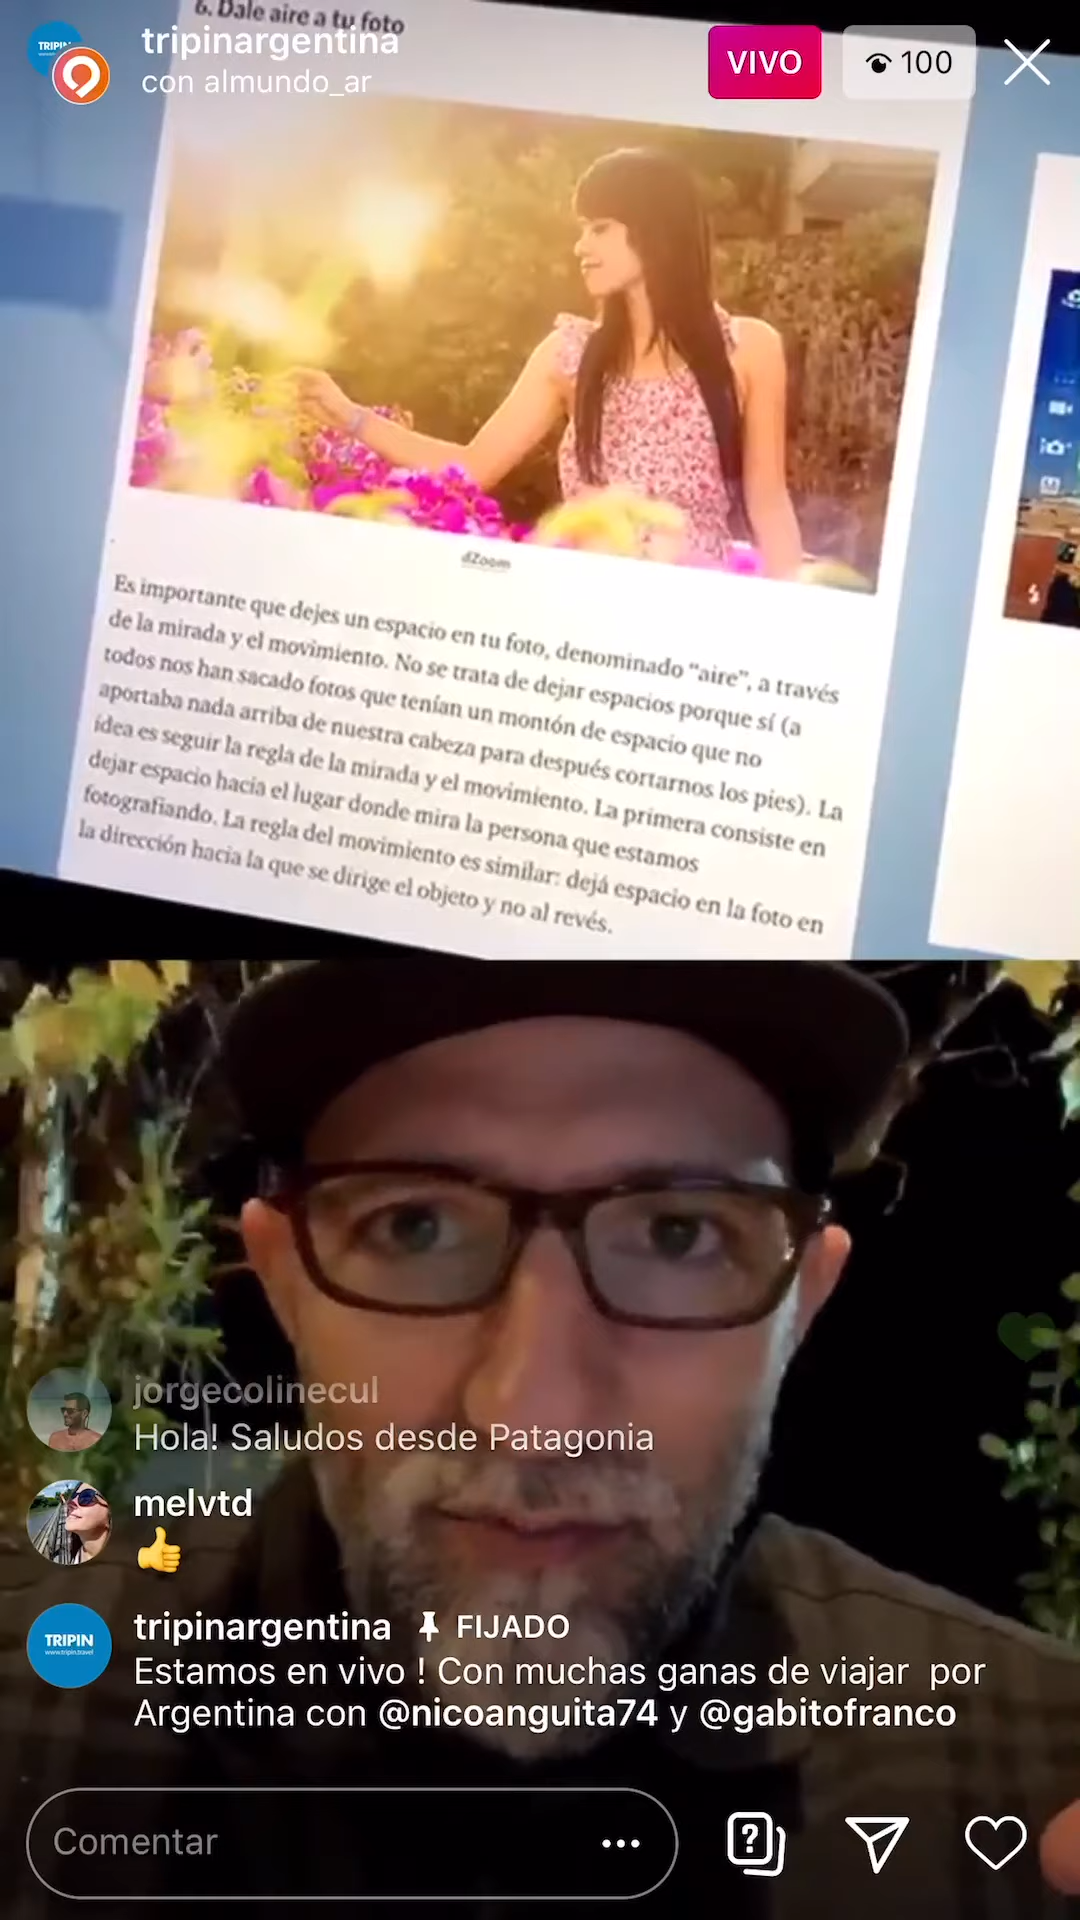 6. Dale aire a tu foto
TRIPIN
tripinargentina
con almundo_ar
VIVO
100
dZoom
Es importante que dejes un espacio en tu foto, denominado “aire”, a través
de la mirada y el movimiento. No se trata de dejar espacios porque sí (a
todos nos han sacado fotos que tenían un montón de espacio que no
aportaba nada arriba de nuestra cabeza para después cortarnos los pies). La
idea es seguir la regla de la mirada y el movimiento. La primera consiste en
dejar espacio hacia el lugar donde mira la persona que estamos
fotografiando. La regla del movimiento es similar: dejá espacio en la foto en
la dirección hacia la que se dirige el objeto y no al revés.
jorgecolinecul
Hola! Saludos desde Patagonia
melvtd
TRIPIN
www.tripin.travel
tripinargentina FIJADO
Estamos en vivo ! Con muchas ganas de viajar  por
Argentina con @nicoanguita74 y @gabitofranco
Comentar